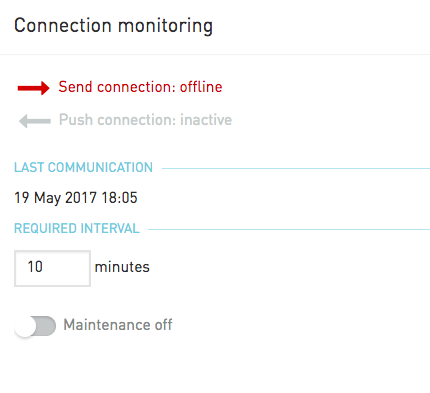 Connection monitoring
Send connection: offline
Push connection: inactive
LAST COMMUNICATION
19 May 2017 18:05
REQUIRED INTERVAL
10 minutes
Maintenance off